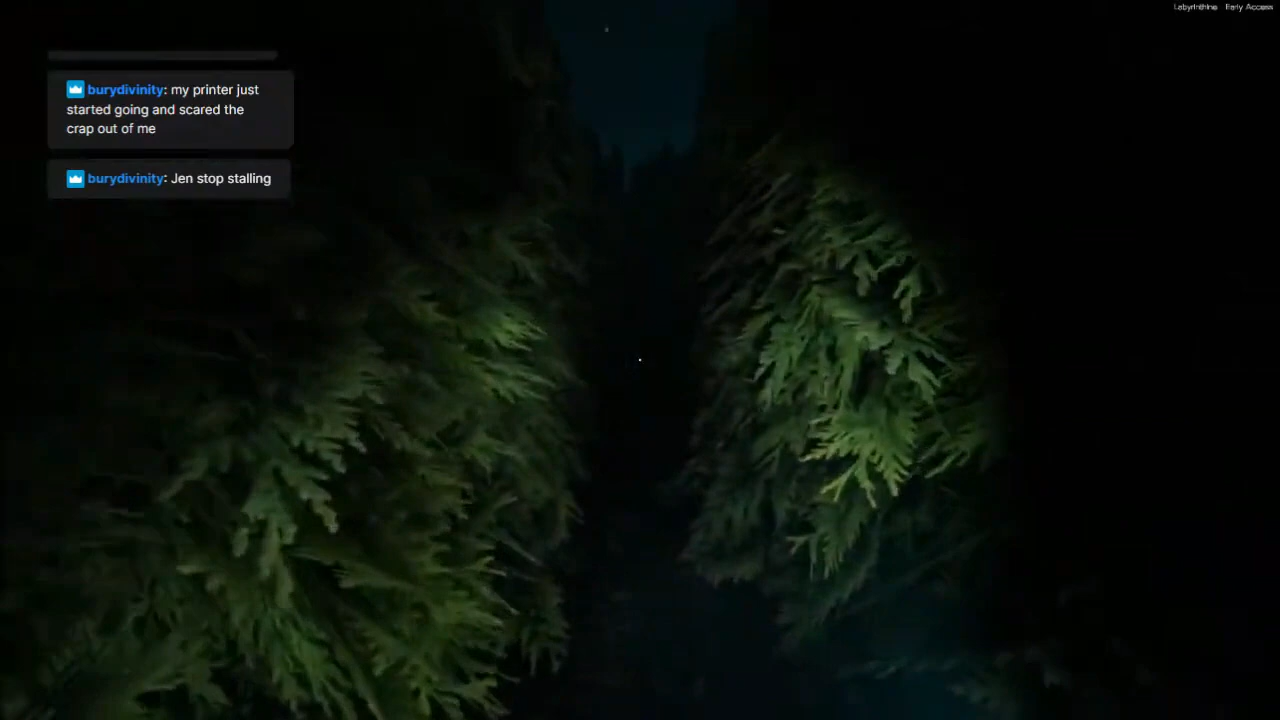 Labyrinthine Early Access
burydivinity: my printer just
started going and scared the
crap out of me
burydivinity: Jen stop stalling